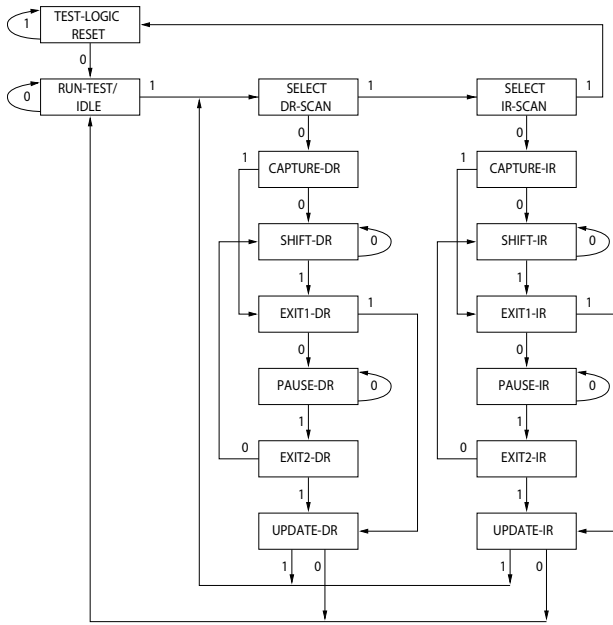 TEST-LOGIC
RESET
1
0
RUN-TEST/
IDLE
0
1
SELECT
DR-SCAN
1
SELECT
IR-SCAN
1
0
0
1
CAPTURE-DR
1
CAPTURE-IR
0
0
SHIFT-DR
0
SHIFT-IR
0
1
1
EXIT1-DR
1
EXIT1-IR
1
0
0
PAUSE-DR
0
PAUSE-IR
0
1
1
0
EXIT2-DR
0
EXIT2-IR
1
1
UPDATE-DR
UPDATE-IR
1
0
1
0